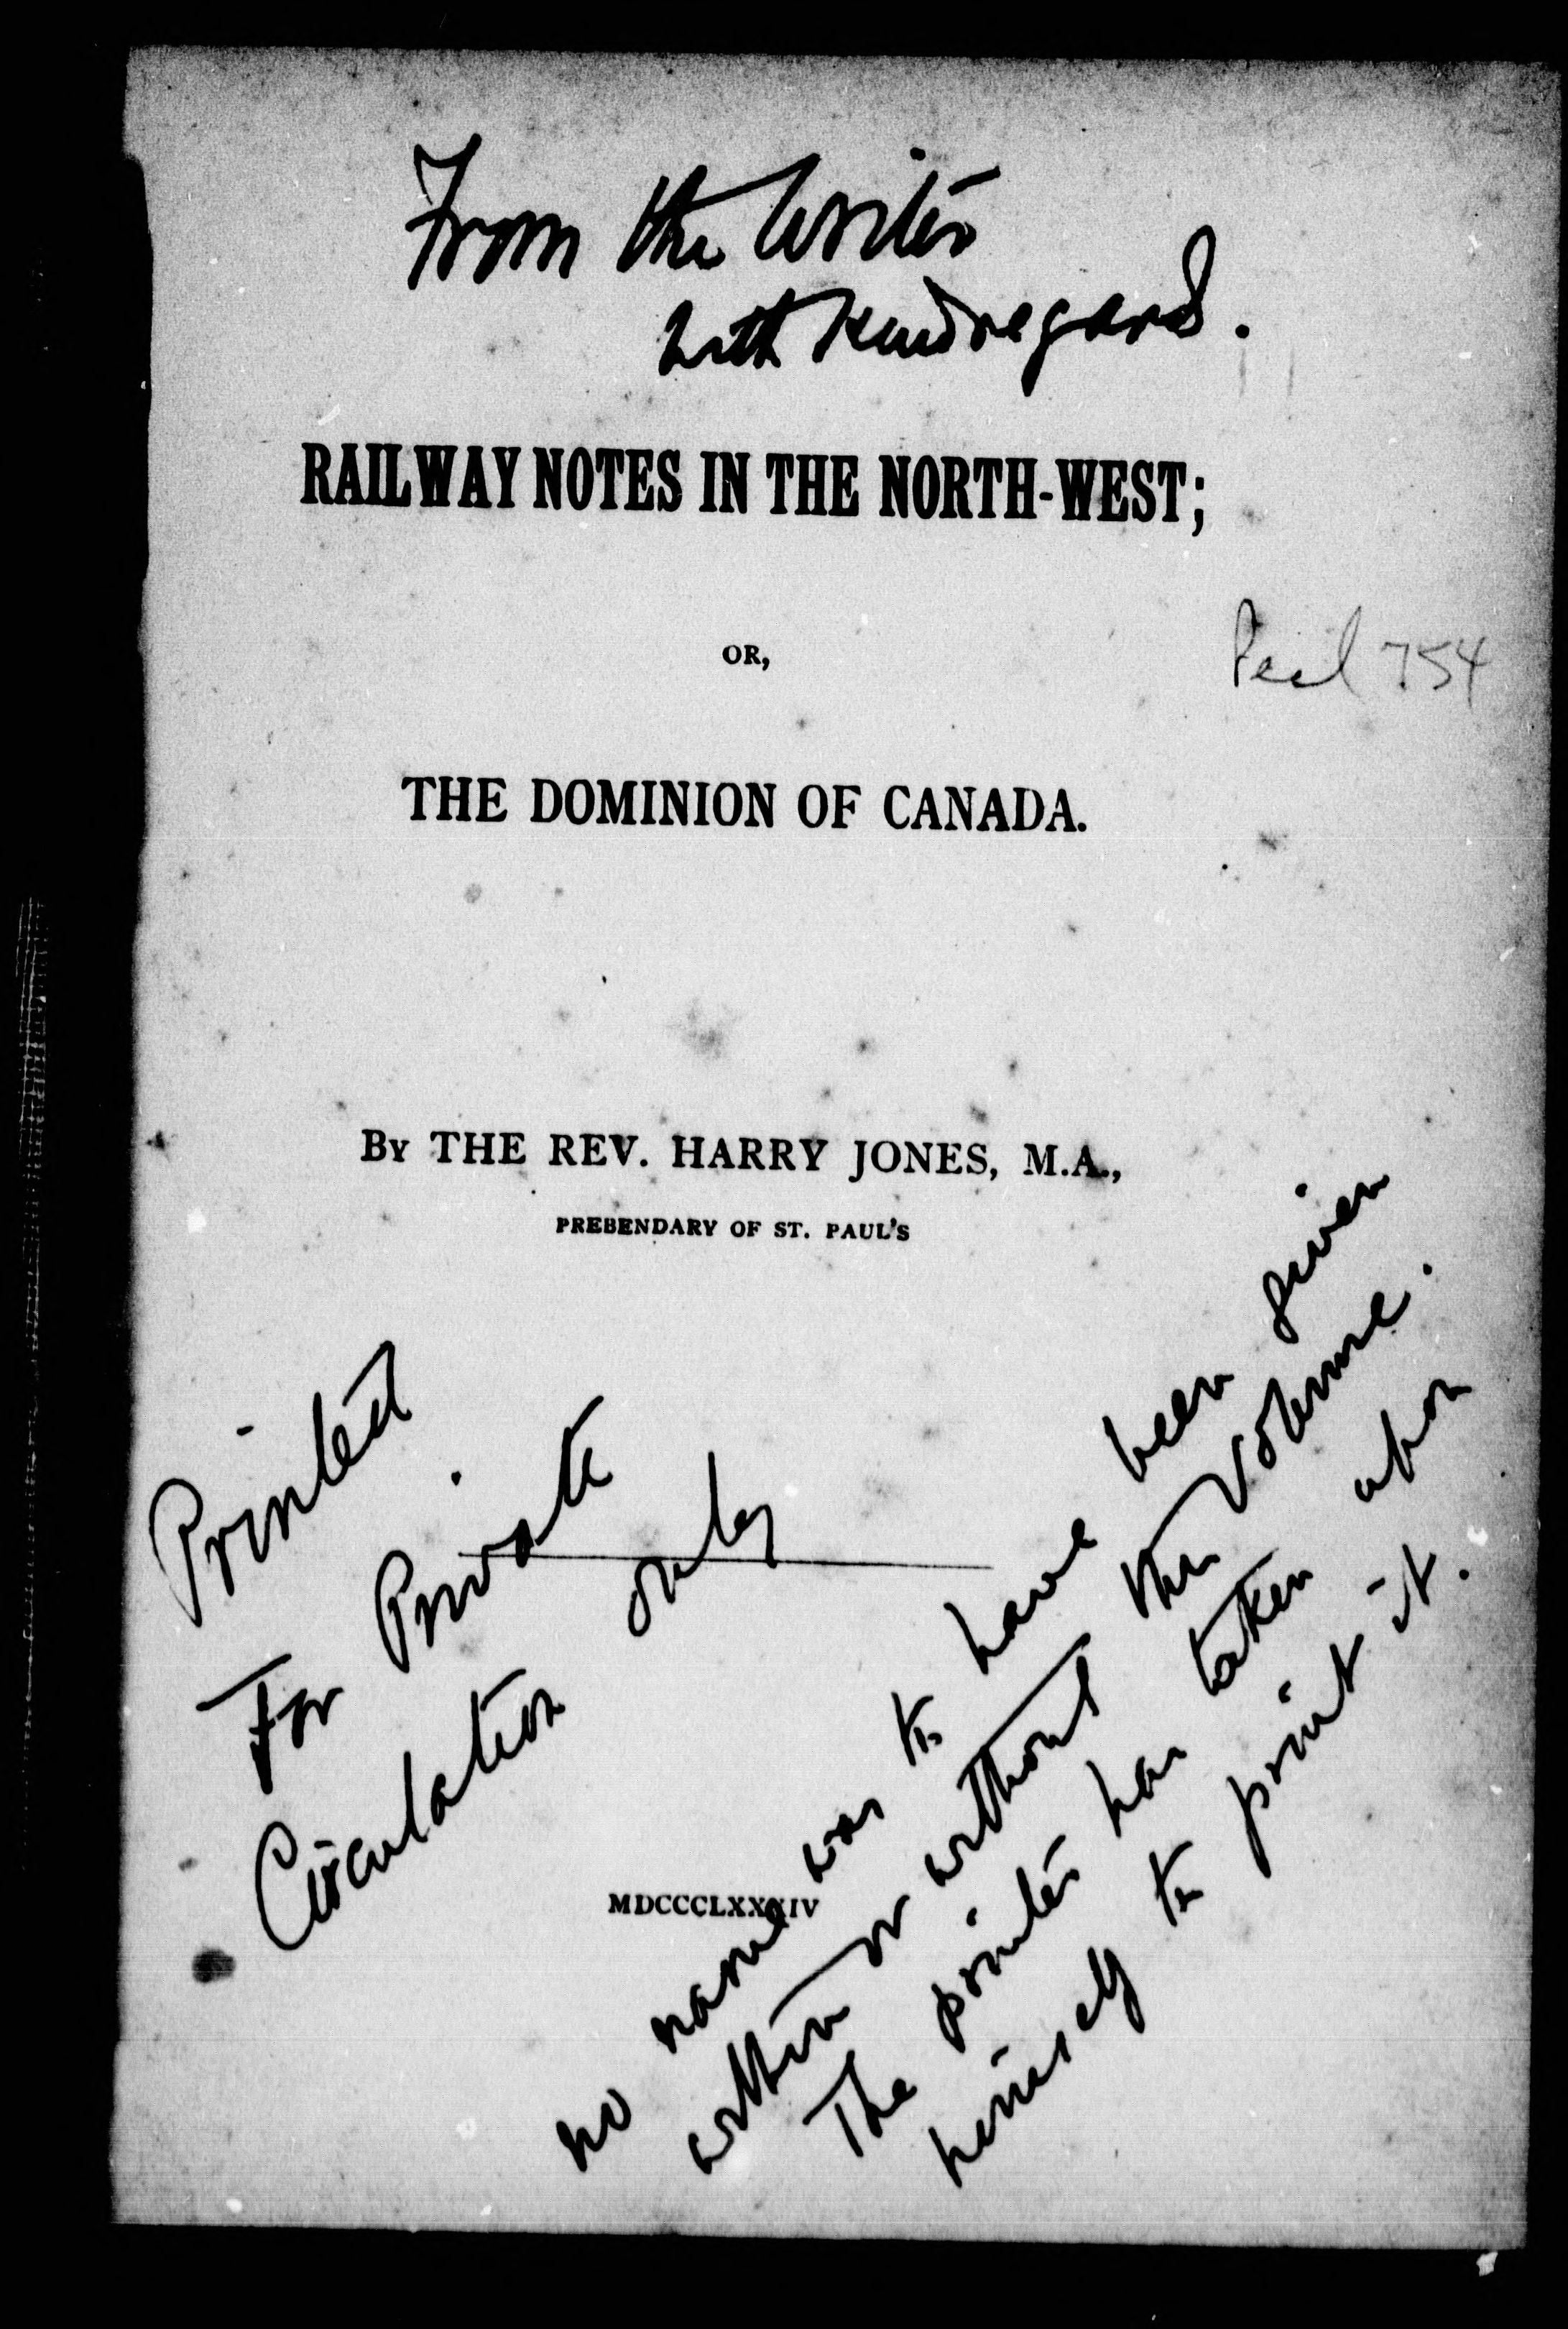 From the Writer
with kind regard.
RAILWAY NOTES IN THE NORTH-WEST;
OR,
Peel 754
THE DOMINION OF CANADA.
By THE REV. HARRY JONES, M.A.,
PREBENDARY OF ST. PAUL'S
Printed
For Private
Circulation only
MDCCCLXXXIV
no name was to have been given
within or without the volume.
The printer has taken upon
himself to print it.